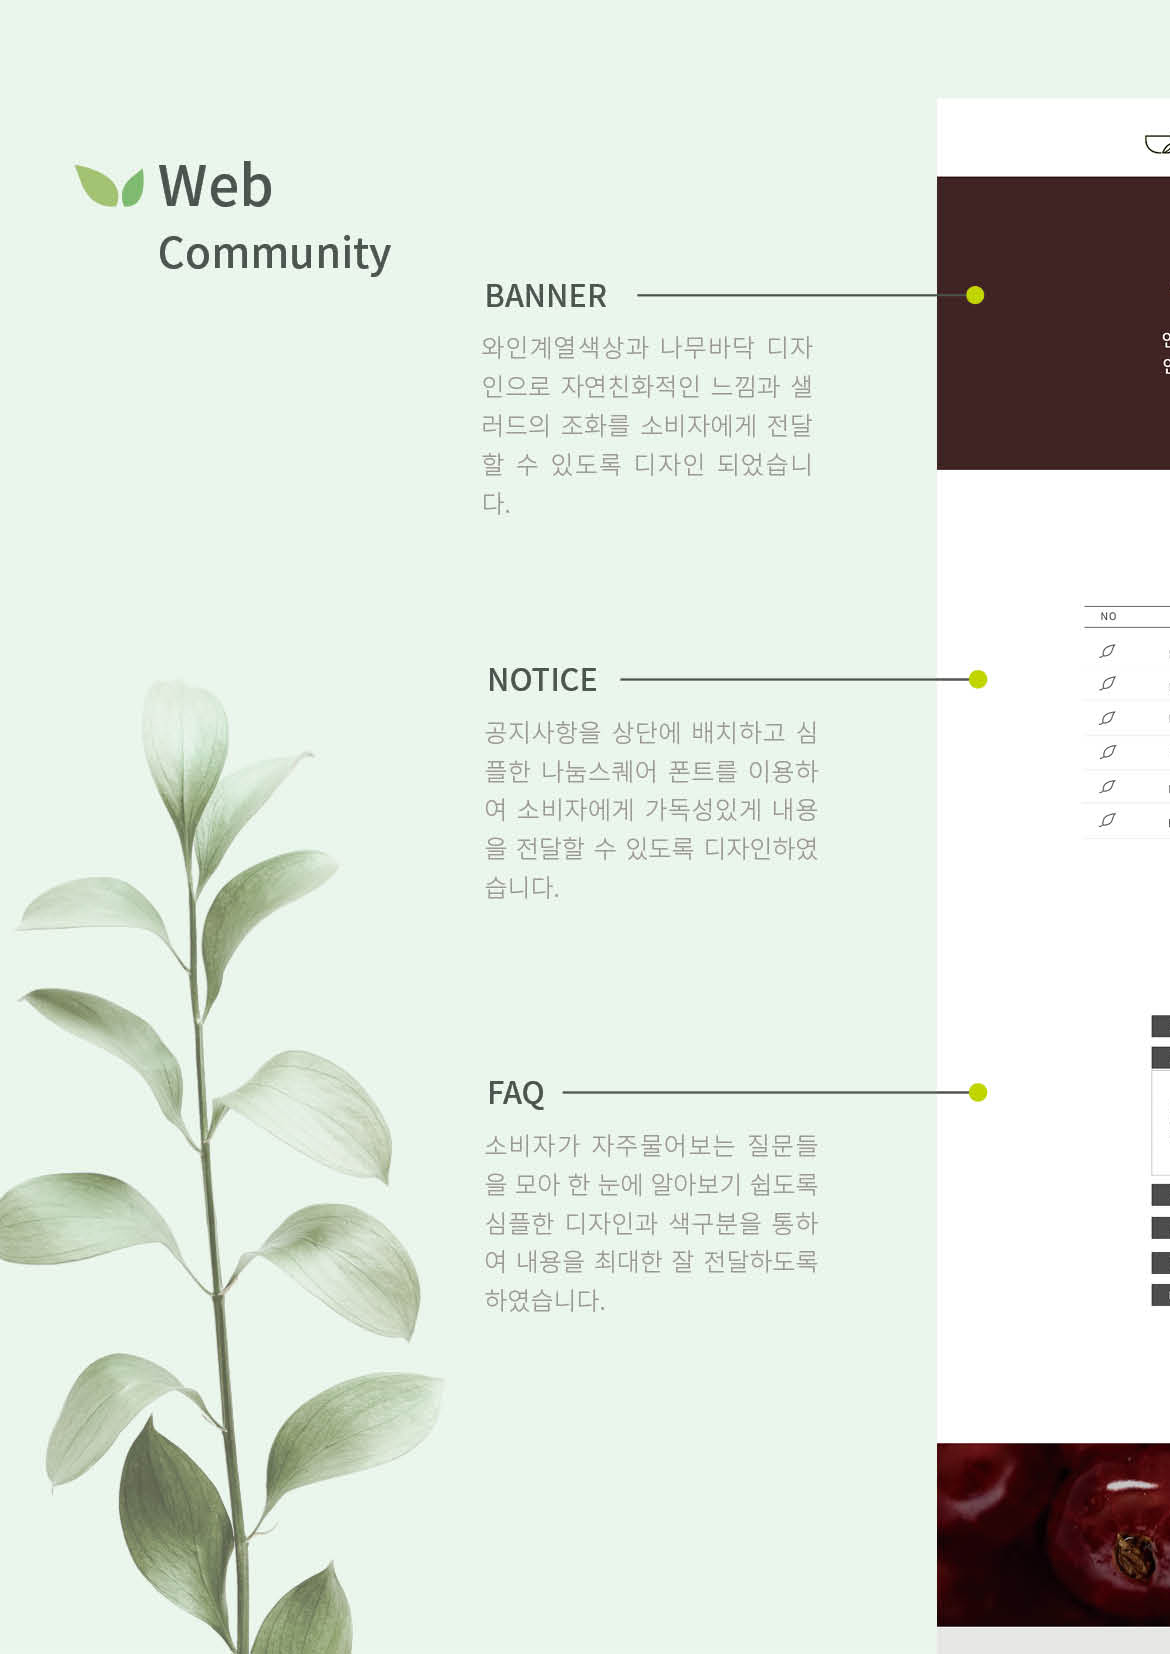 Web
Community
BANNER
와인계열색상과 나무바닥 디자
인으로 자연친화적인 느낌과 샐
러드의 조화를 소비자에게 전달
할 수 있도록 디자인 되었습니
다.
NOTICE
공지사항을 상단에 배치하고 심
플한 나눔스퀘어 폰트를 이용하
여 소비자에게 가독성있게 내용
을 전달할 수 있도록 디자인하였
습니다.
NO
FAQ
소비자가 자주물어보는 질문들
을 모아 한 눈에 알아보기 쉽도록
심플한 디자인과 색구분을 통하
여 내용을 최대한 잘 전달하도록
하였습니다.